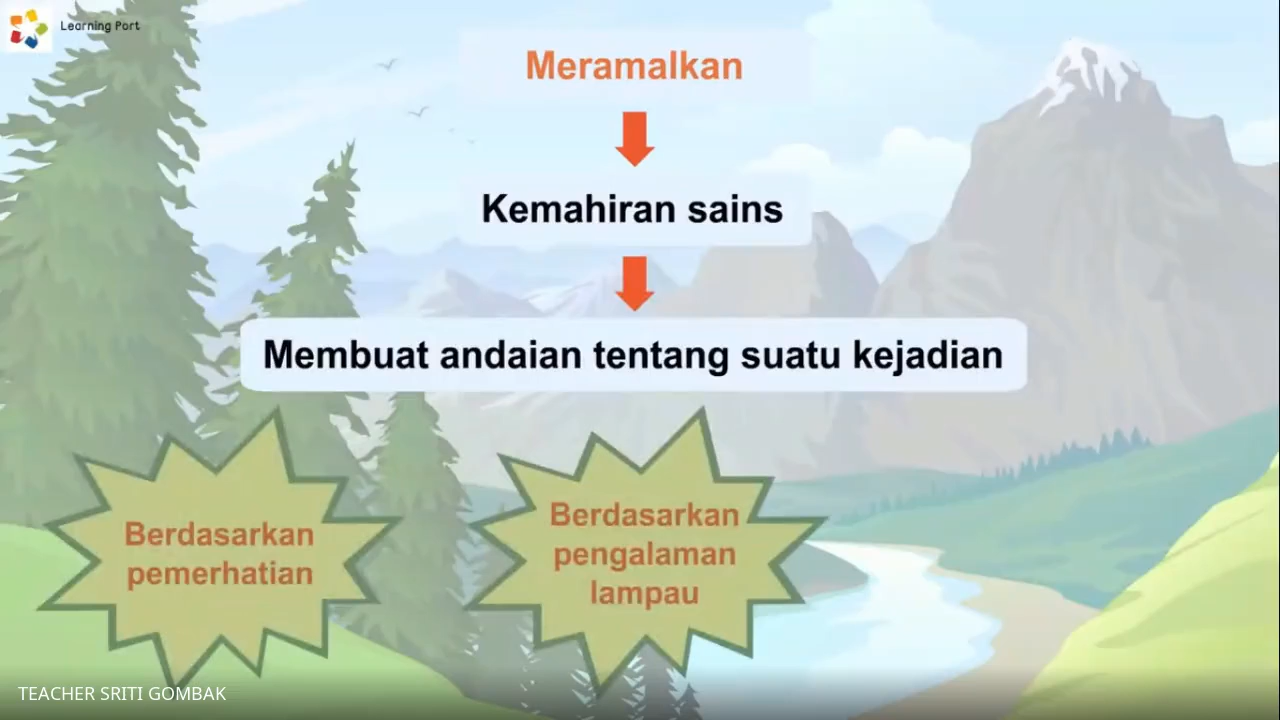 Learning Port
Meramalkan
Kemahiran sains
Membuat andaian tentang suatu kejadian
Berdasarkan
pemerhatian
Berdasarkan
pengalaman
lampau
TEACHER SRITI GOMBAK